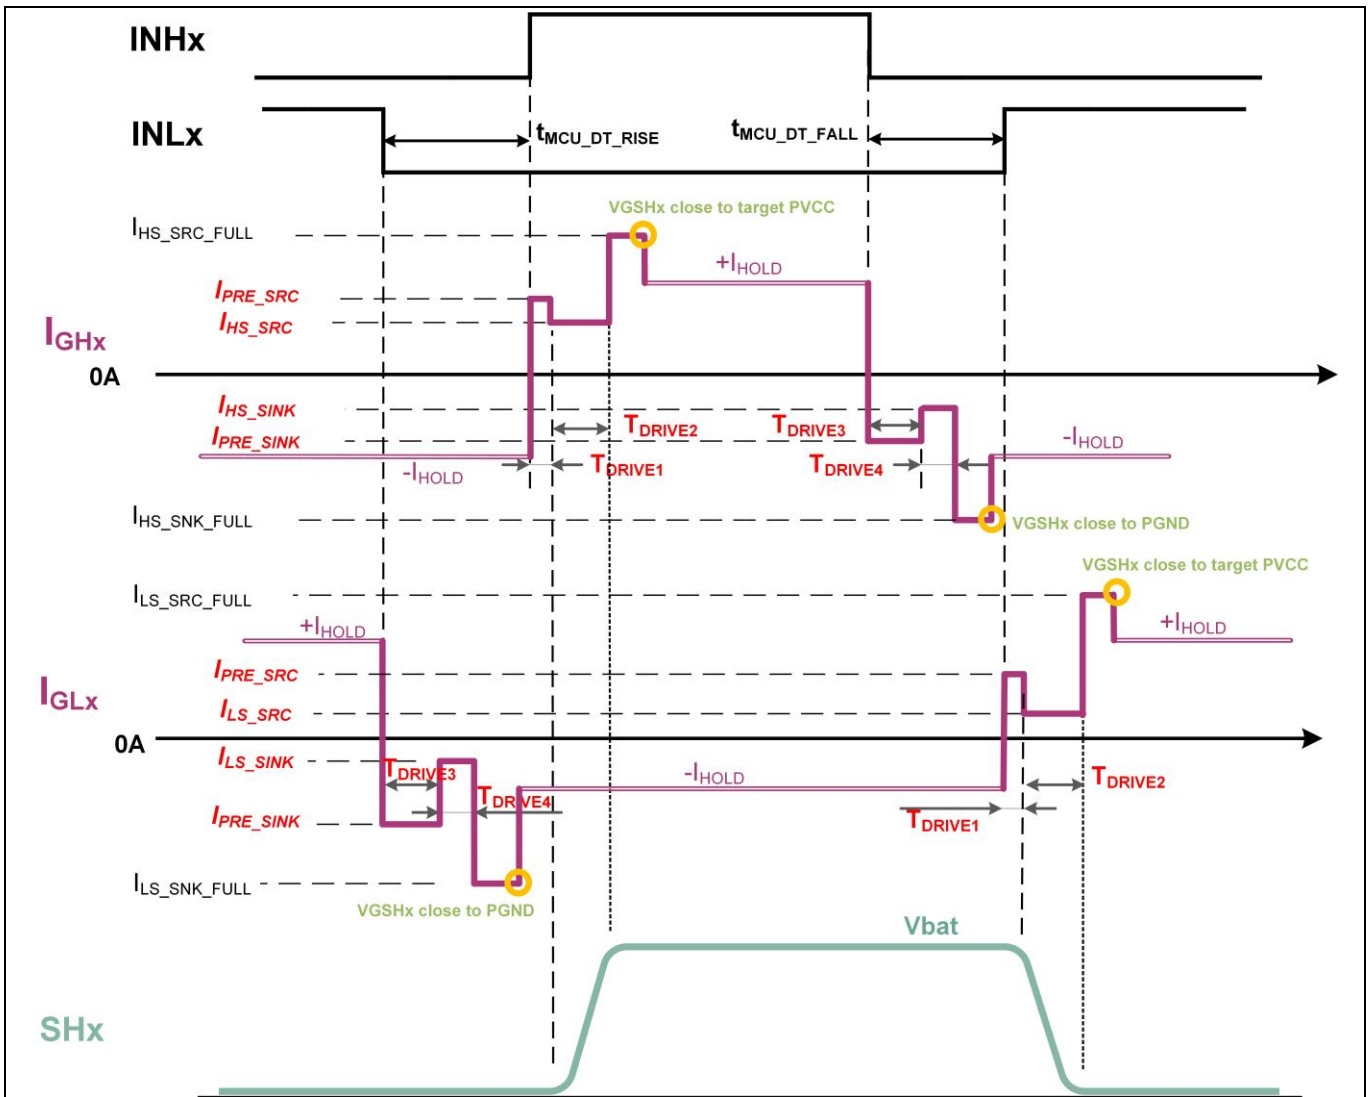 INHx
INLx
tMCU_DT_RISE
tMCU_DT_FALL
VGSHx close to target PVCC
IHS_SRC_FULL
+IHOLD
IPRE_SRC
IHS_SRC
IGHx
0A
IHS_SINK
IPRE_SINK
TDRIVE2
TDRIVE3
-IHOLD
-IHOLD
TDRIVE1
TDRIVE4
IHS_SNK_FULL
VGSHx close to PGND
VGSHx close to target PVCC
ILS_SRC_FULL
+IHOLD
+IHOLD
IPRE_SRC
IGLx
ILS_SRC
0A
ILS_SINK
TDRIVE3
-IHOLD
TDRIVE2
TDRIVE4
IPRE_SINK
TDRIVE1
ILS_SNK_FULL
VGSHx close to PGND
Vbat
SHx